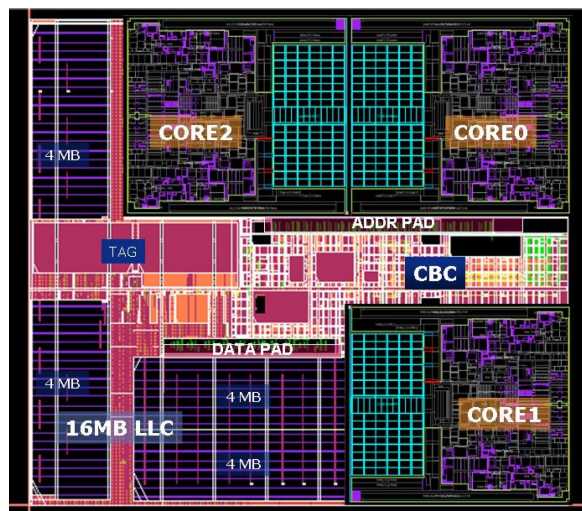 CORE2
CORE0
4 MB
ADDR PAD
TAG
CBC
DATA PAD
4 MB
4 MB
16MB LLC
CORE1
4 MB